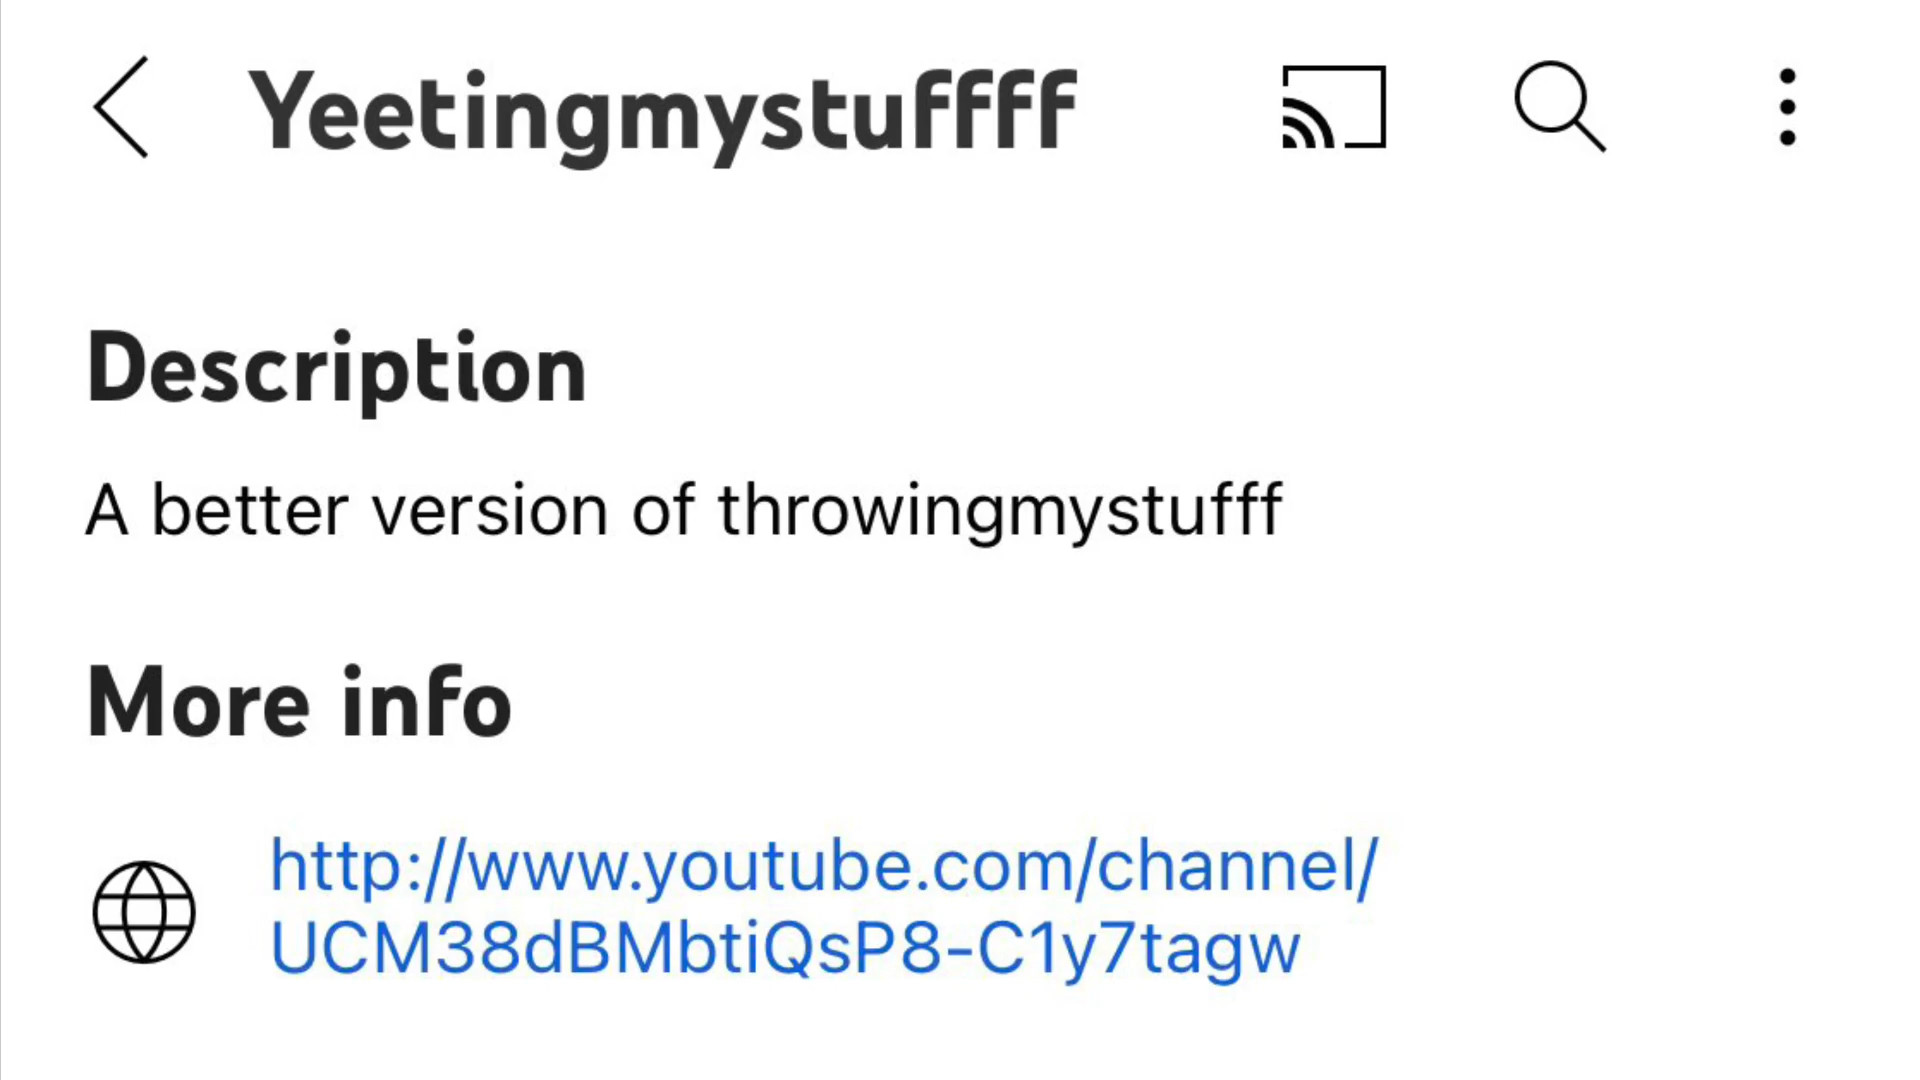 Yeetingmystuffff
Description
A better version of throwingmystufff
More info
http://www.youtube.com/channel/
UCM38dBMbtiQsP8-C1y7tagw